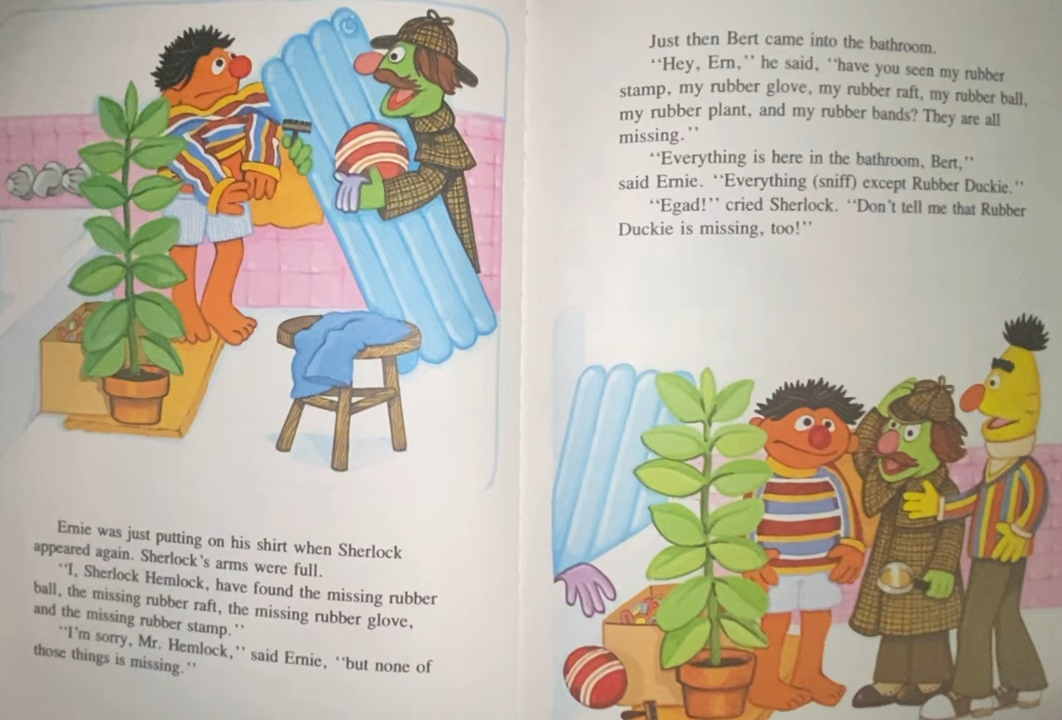 Ernie was just putting on his shirt when Sherlock
appeared again. Sherlock's arms were full.
"I, Sherlock Hemlock, have found the missing rubber
ball, the missing rubber raft, the missing rubber glove,
and the missing rubber stamp."
"I'm sorry, Mr. Hemlock," said Ernie, "but none of
those things is missing."
Just then Bert came into the bathroom.
"Hey, Ern," he said, "have you seen my rubber
stamp, my rubber glove, my rubber raft, my rubber ball,
my rubber plant, and my rubber bands? They are all
missing."
"Everything is here in the bathroom, Bert,"
said Ernie. "Everything (sniff) except Rubber Duckie."
"Egad!" cried Sherlock. "Don't tell me that Rubber
Duckie is missing, too!"